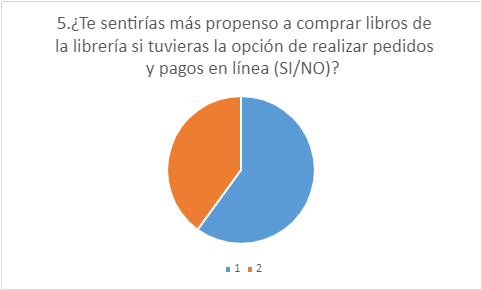 5.¿Te sentirías más propenso a comprar libros de
la librería si tuvieras la opción de realizar pedidos
y pagos en línea (SI/NO)?
1 2